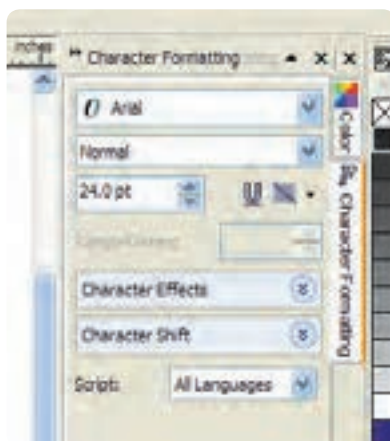 inches
Character Formatting
Arial
Normal
24.0 pt
Character Effects
Character Shift
Script: All Languages
Color
Character Formatting